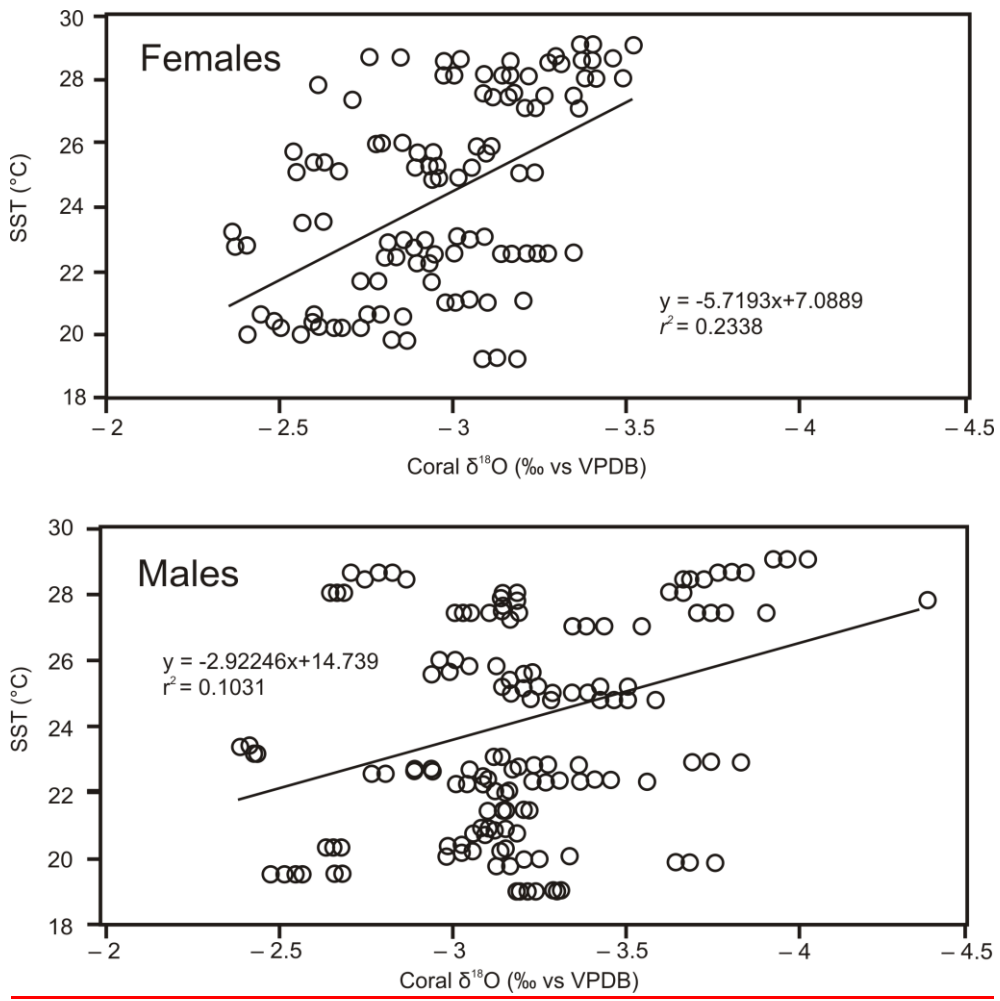 30
Females
28
26
24
SST (°C)
22
y = -5.7193x+7.0889
r² = 0.2338
20
18
– 2
– 2.5
– 3
– 3.5
– 4
– 4.5
Coral δ¹⁸O (‰ vs VPDB)
30
Males
28
26
y = -2.92246x+14.739
r² = 0.1031
SST (°C)
24
22
20
18
– 2
– 2.5
– 3
– 3.5
– 4
– 4.5
Coral δ¹⁸O (‰ vs VPDB)